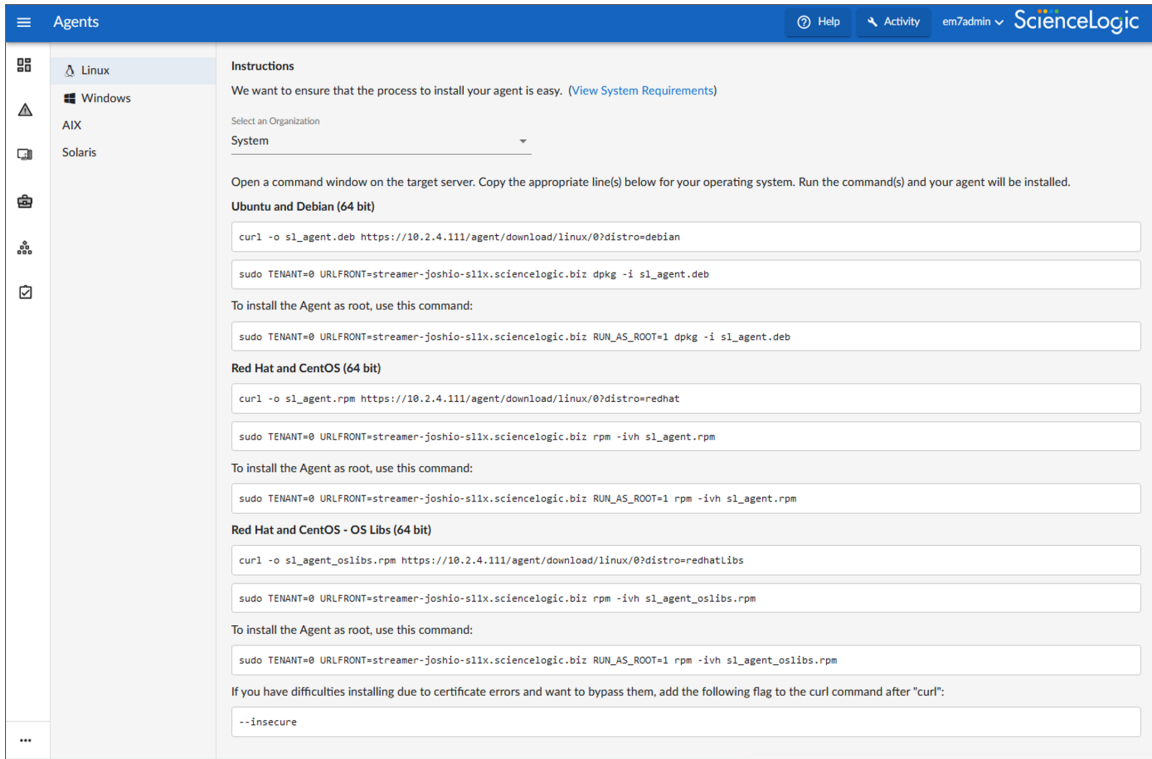 Agents
Help
Activity
em7admin
ScienceLogic
Linux
Windows
AIX
Solaris
Instructions
We want to ensure that the process to install your agent is easy. (View System Requirements)
Select an Organization
System
Open a command window on the target server. Copy the appropriate line(s) below for your operating system. Run the command(s) and your agent will be installed.
Ubuntu and Debian (64 bit)
curl -o sl_agent.deb https://10.2.4.111/agent/download/linux/0?distro=debian
sudo TENANT=0 URLFRONT=streamer-joshio-sl1x.sciencelogic.biz dpkg -i sl_agent.deb
To install the Agent as root, use this command:
sudo TENANT=0 URLFRONT=streamer-joshio-sl1x.sciencelogic.biz RUN_AS_ROOT=1 dpkg -i sl_agent.deb
Red Hat and CentOS (64 bit)
curl -o sl_agent.rpm https://10.2.4.111/agent/download/linux/0?distro=redhat
sudo TENANT=0 URLFRONT=streamer-joshio-sl1x.sciencelogic.biz rpm -ivh sl_agent.rpm
To install the Agent as root, use this command:
sudo TENANT=0 URLFRONT=streamer-joshio-sl1x.sciencelogic.biz RUN_AS_ROOT=1 rpm -ivh sl_agent.rpm
Red Hat and CentOS - OS Libs (64 bit)
curl -o sl_agent_oslibs.rpm https://10.2.4.111/agent/download/linux/0?distro=redhatLibs
sudo TENANT=0 URLFRONT=streamer-joshio-sl1x.sciencelogic.biz rpm -ivh sl_agent_oslibs.rpm
To install the Agent as root, use this command:
sudo TENANT=0 URLFRONT=streamer-joshio-sl1x.sciencelogic.biz RUN_AS_ROOT=1 rpm -ivh sl_agent_oslibs.rpm
If you have difficulties installing due to certificate errors and want to bypass them, add the following flag to the curl command after "curl":
--insecure